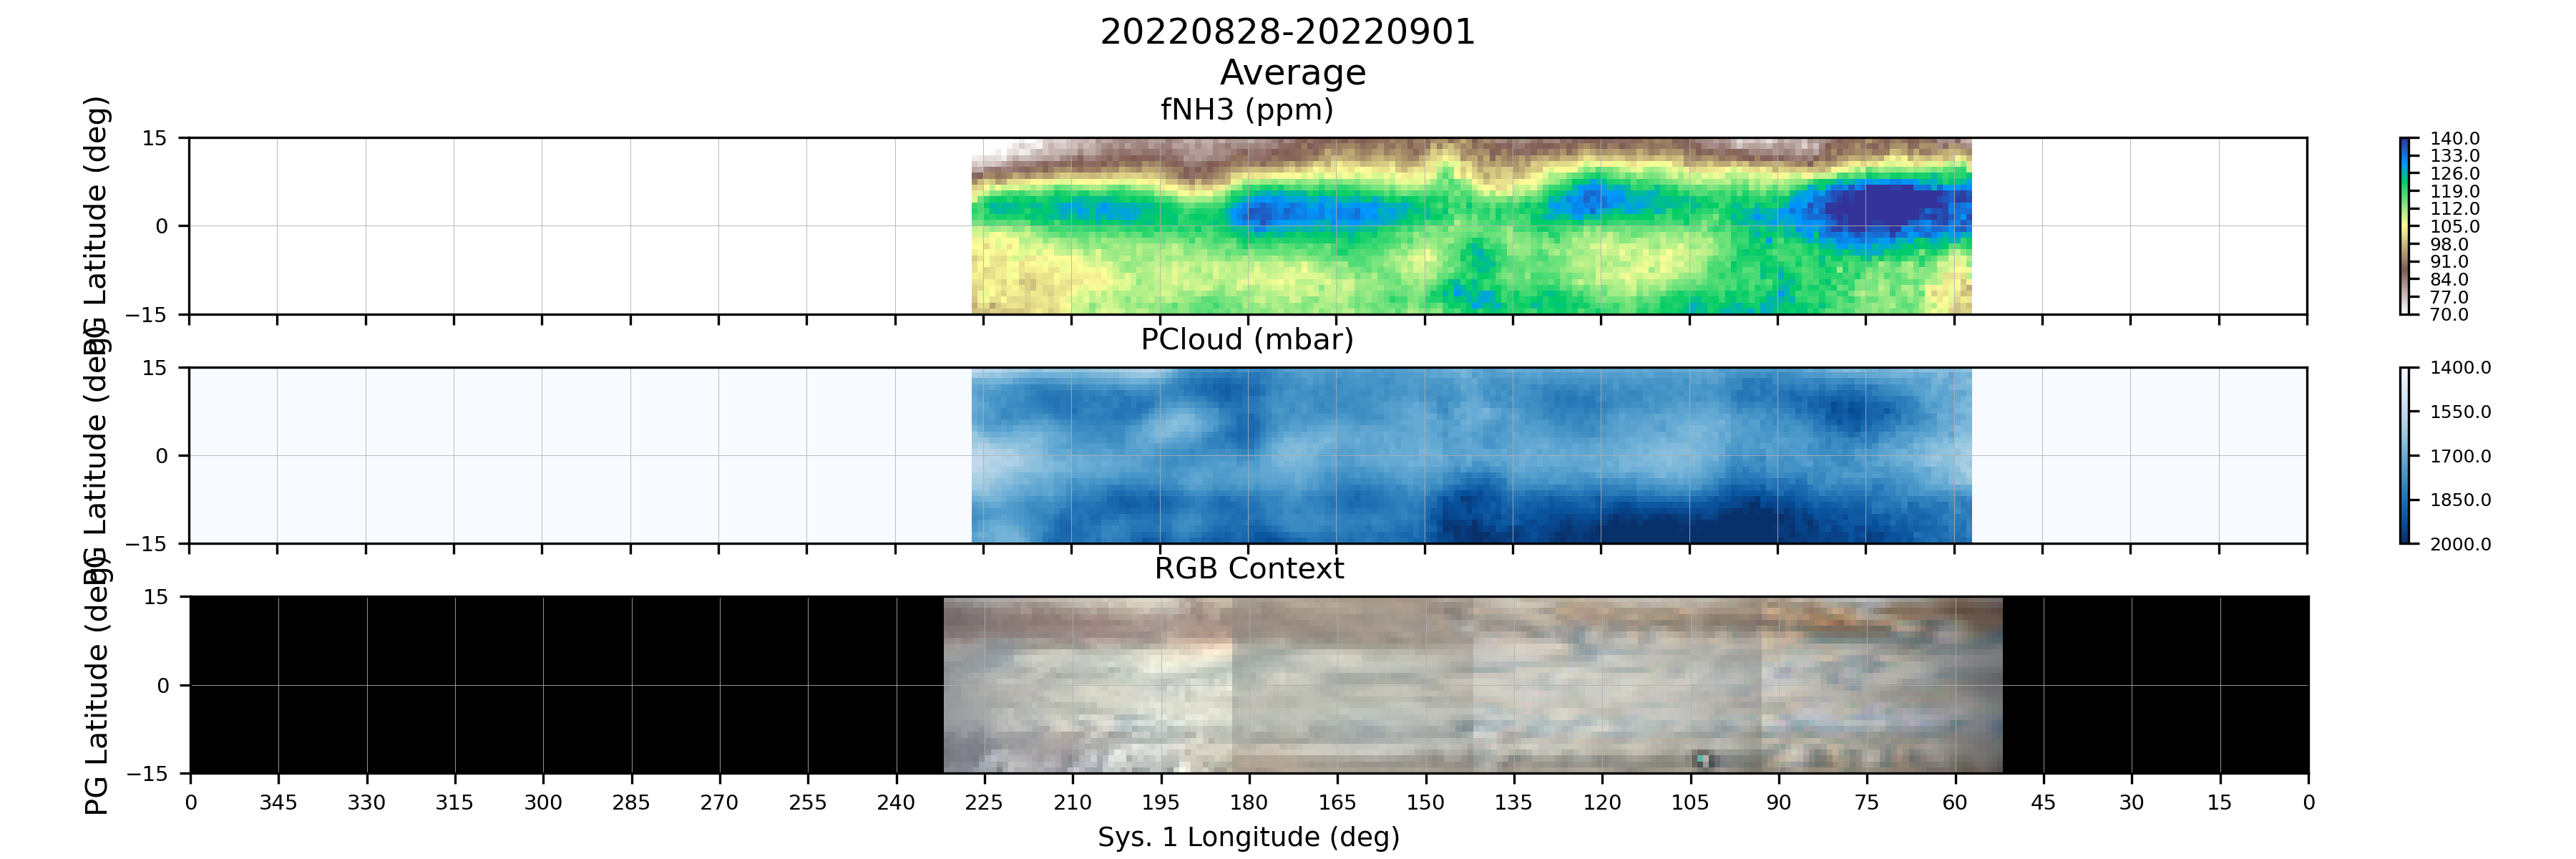 20220828-20220901
Average
fNH3 (ppm)
PG Latitude (deg)
15
0
−15
140.0
133.0
126.0
119.0
112.0
105.0
98.0
91.0
84.0
77.0
70.0
PCloud (mbar)
PG Latitude (deg)
15
0
−15
1400.0
1550.0
1700.0
1850.0
2000.0
RGB Context
PG Latitude (deg)
15
0
−15
0 345 330 315 300 285 270 255 240 225 210 195 180 165 150 135 120 105 90 75 60 45 30 15 0
Sys. 1 Longitude (deg)